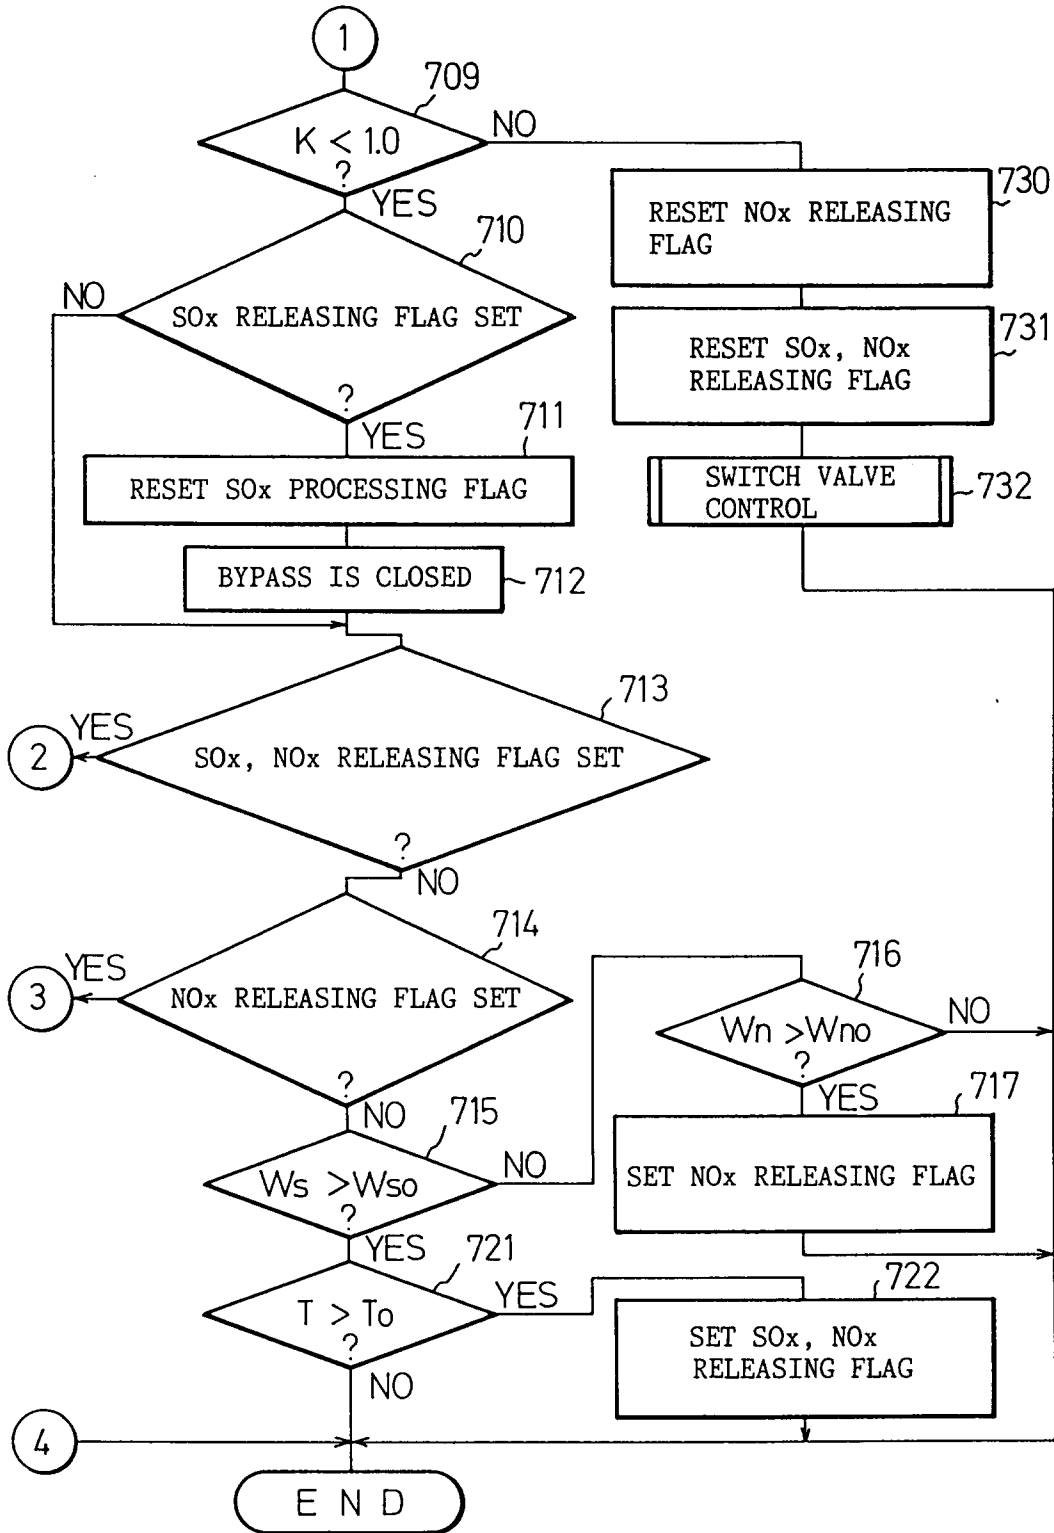 1
709
K < 1.0
?
NO
YES
730
RESET NOx RELEASING
FLAG
710
NO
SOx RELEASING FLAG SET
?
YES
731
RESET SOx, NOx
RELEASING FLAG
711
RESET SOx PROCESSING FLAG
SWITCH VALVE
CONTROL
732
BYPASS IS CLOSED
712
713
YES
2
SOx, NOx RELEASING FLAG SET
?
NO
714
YES
3
NOx RELEASING FLAG SET
?
NO
716
Wn >Wno
?
NO
YES
717
SET NOx RELEASING FLAG
715
Ws >Wso
?
NO
YES
721
T > To
?
YES
NO
722
SET SOx, NOx
RELEASING FLAG
4
END